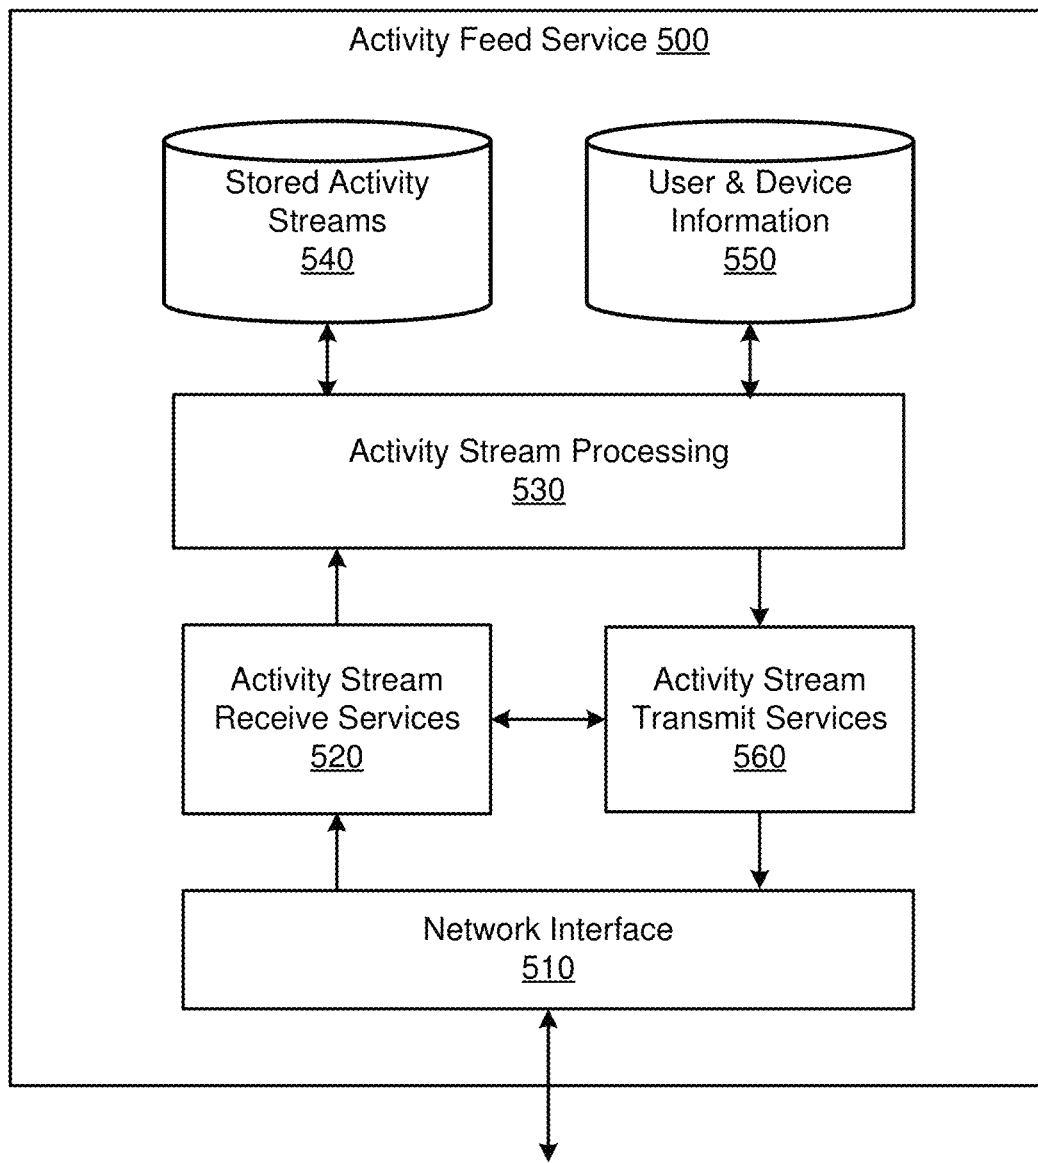 Activity Feed Service 500
Stored Activity
Streams
540
User & Device
Information
550
Activity Stream Processing
530
Activity Stream
Receive Services
520
Activity Stream
Transmit Services
560
Network Interface
510